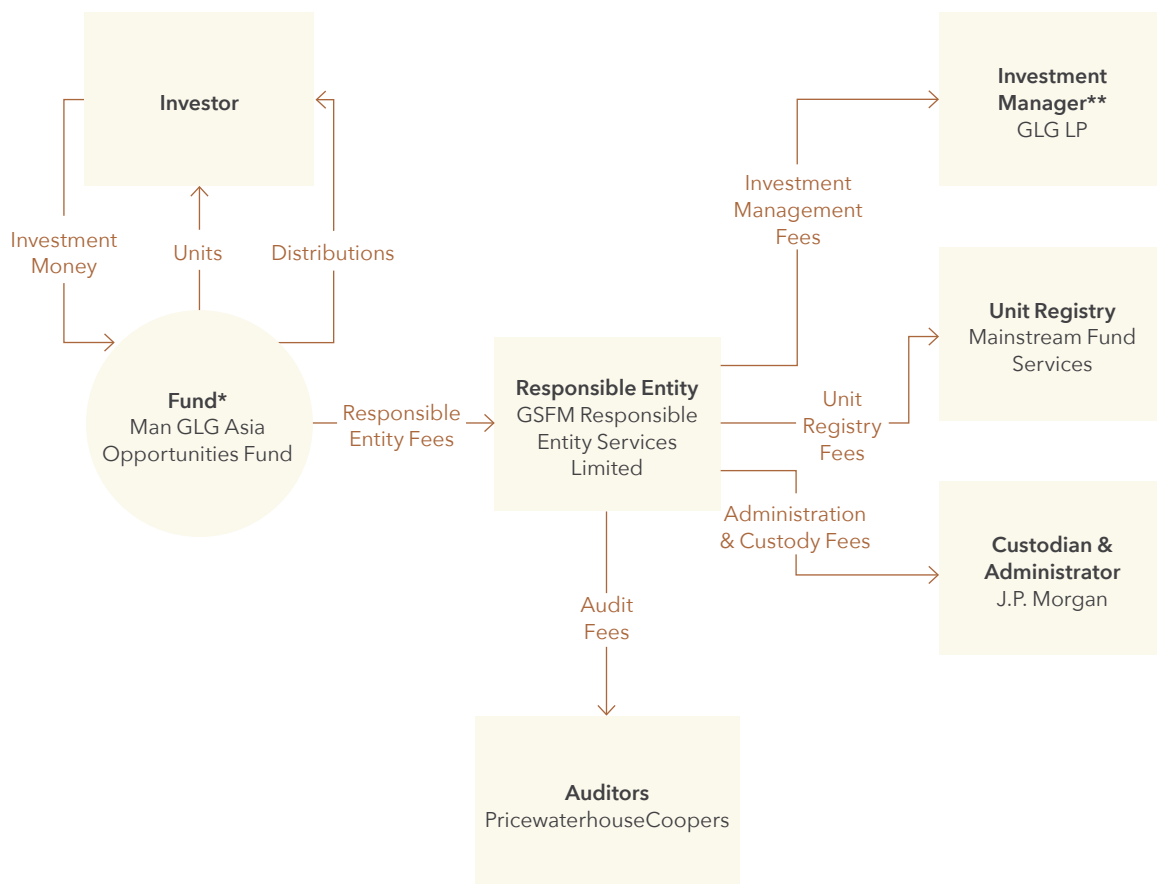 Investor
Investment
Money
Units
Distributions
Fund*
Man GLG Asia
Opportunities Fund
Responsible
Entity Fees
Responsible Entity
GSFM Responsible
Entity Services
Limited
Investment
Management
Fees
Investment
Manager**
GLG LP
Unit
Registry
Fees
Unit Registry
Mainstream Fund
Services
Administration
& Custody Fees
Custodian &
Administrator
J.P. Morgan
Audit
Fees
Auditors
PricewaterhouseCoopers